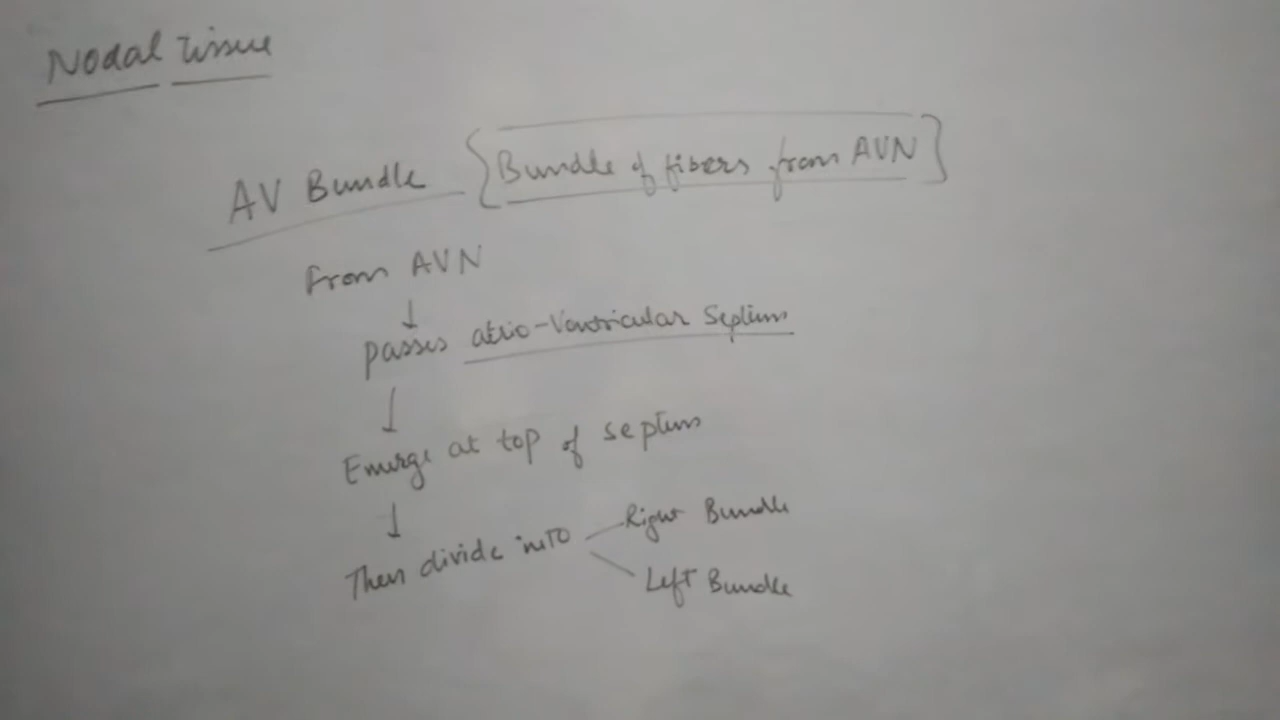 Nodal Tissue
AV Bundle [Bundle of fibers from AVN]
From AVN
↓
passes atrio-Ventricular Septum
↓
Emerge at top of septum
↓
Then divide into Right Bundle
Left Bundle